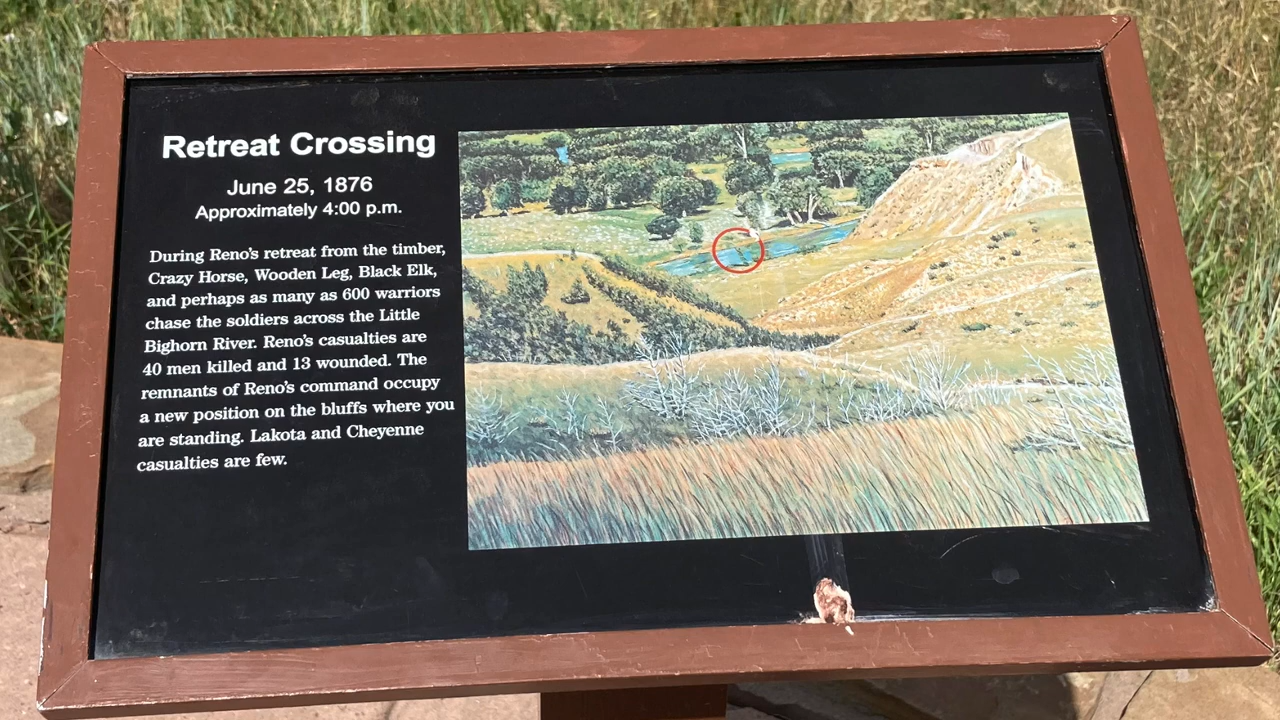 Retreat Crossing
June 25, 1876
Approximately 4:00 p.m.
During Reno's retreat from the timber,
Crazy Horse, Wooden Leg, Black Elk,
and perhaps as many as 600 warriors
chase the soldiers across the Little
Bighorn River. Reno's casualties are
40 men killed and 13 wounded. The
remnants of Reno's command occupy
a new position on the bluffs where you
are standing. Lakota and Cheyenne
casualties are few.